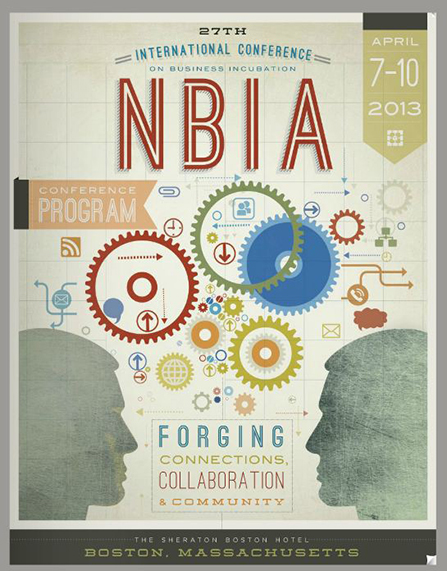 27TH
INTERNATIONAL CONFERENCE
ON BUSINESS INCUBATION
NBIA
APRIL
7-10
2013
CONFERENCE
PROGRAM
FORGING
CONNECTIONS,
COLLABORATION
& COMMUNITY
THE SHERATON BOSTON HOTEL
BOSTON, MASSACHUSETTS